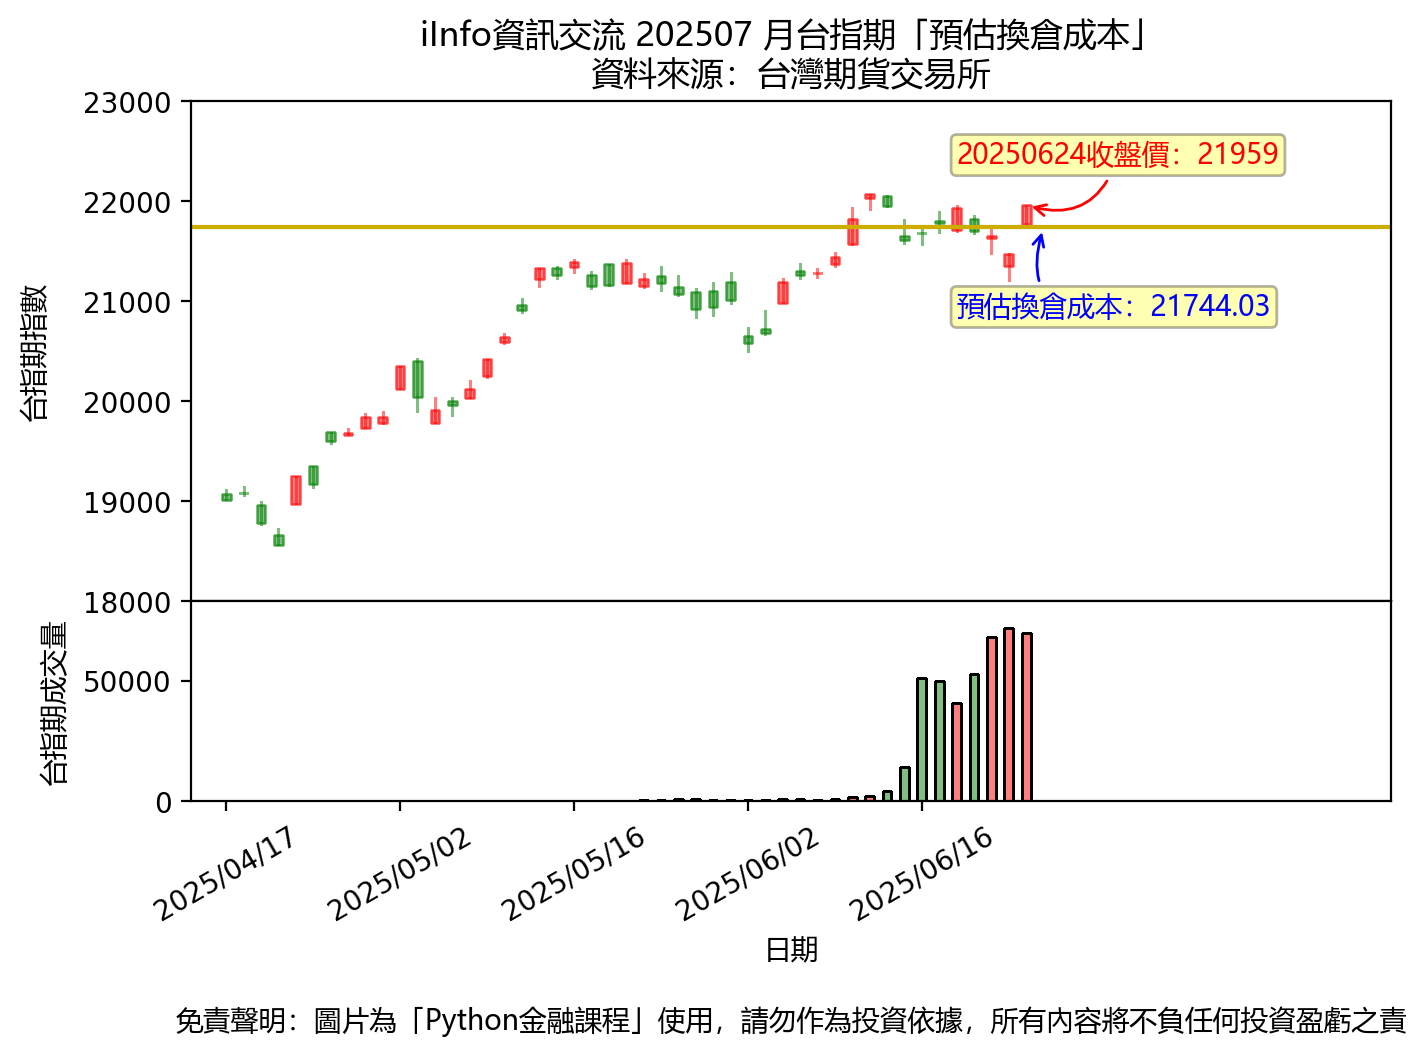 iInfo資訊交流 202507 月台指期「預估換倉成本」
資料來源：台灣期貨交易所
23000
22000
21000
20000
19000
18000
台指期指數
20250624收盤價：21959
預估換倉成本：21744.03
50000
0
台指期成交量
2025/04/17
2025/05/02
2025/05/16
2025/06/02
2025/06/16
日期
免責聲明：圖片為「Python金融課程」使用，請勿作為投資依據，所有內容將不負任何投資盈虧之責